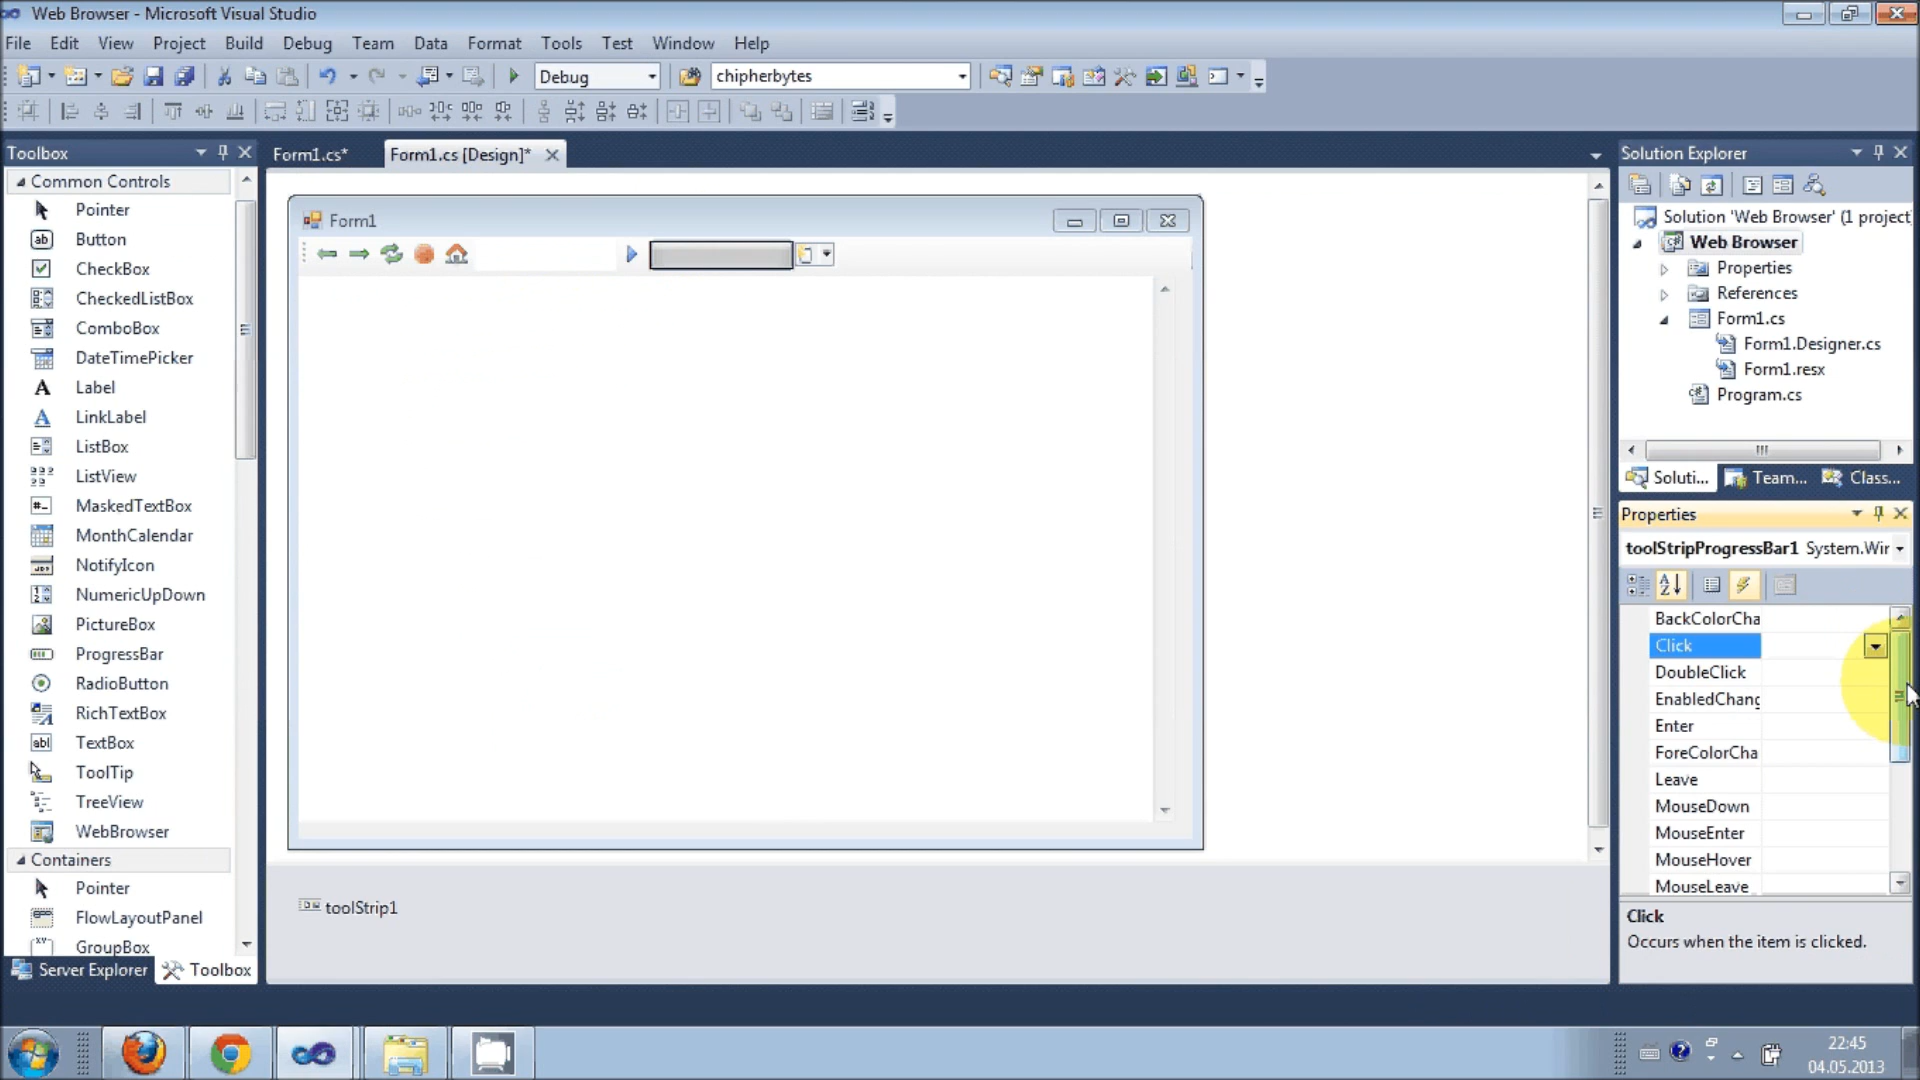 Web Browser - Microsoft Visual Studio
File Edit View Project Build Debug Team Data Format Tools Test Window Help
Debug chipherbytes
Toolbox
Common Controls
Pointer
Button
CheckBox
CheckedListBox
ComboBox
DateTimePicker
Label
LinkLabel
ListBox
ListView
MaskedTextBox
MonthCalendar
NotifyIcon
NumericUpDown
PictureBox
ProgressBar
RadioButton
RichTextBox
TextBox
ToolTip
TreeView
WebBrowser
Containers
Pointer
FlowLayoutPanel
GroupBox
Server Explorer Toolbox
Form1.cs* Form1.cs [Design]*
Form1
toolStrip1
Solution Explorer
Solution 'Web Browser' (1 project
Web Browser
Properties
References
Form1.cs
Form1.Designer.cs
Form1.resx
Program.cs
Soluti... Team... Class...
Properties
toolStripProgressBar1 System.Wir
BackColorCha
Click
DoubleClick
EnabledChang
Enter
ForeColorCha
Leave
MouseDown
MouseEnter
MouseHover
MouseLeave
Click
Occurs when the item is clicked.
22:45
04.05.2013